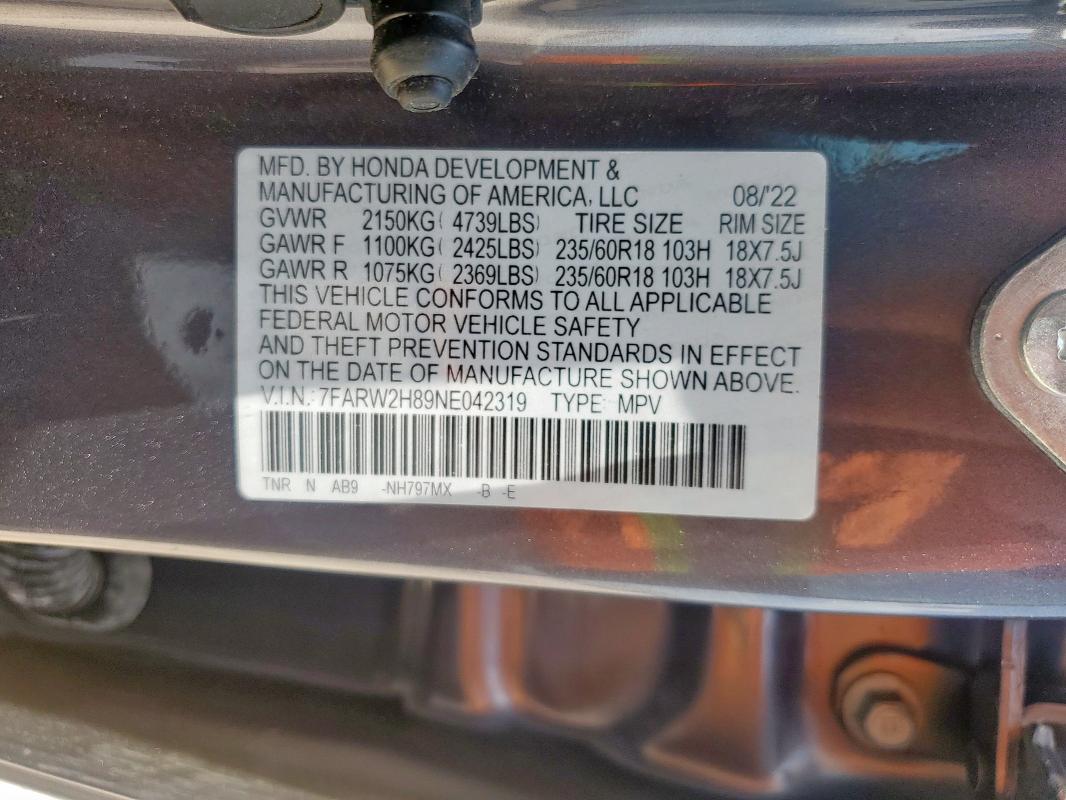 MFD. BY HONDA DEVELOPMENT &
MANUFACTURING OF AMERICA, LLC 08/'22
GVWR 2150KG( 4739LBS) TIRE SIZE RIM SIZE
GAWR F 1100KG( 2425LBS) 235/60R18 103H 18X7.5J
GAWR R 1075KG( 2369LBS) 235/60R18 103H 18X7.5J
THIS VEHICLE CONFORMS TO ALL APPLICABLE
FEDERAL MOTOR VEHICLE SAFETY
AND THEFT PREVENTION STANDARDS IN EFFECT
ON THE DATE OF MANUFACTURE SHOWN ABOVE.
V.I.N.: 7FARW2H89NE042319 TYPE: MPV
TNR N AB9 -NH797MX -B -E